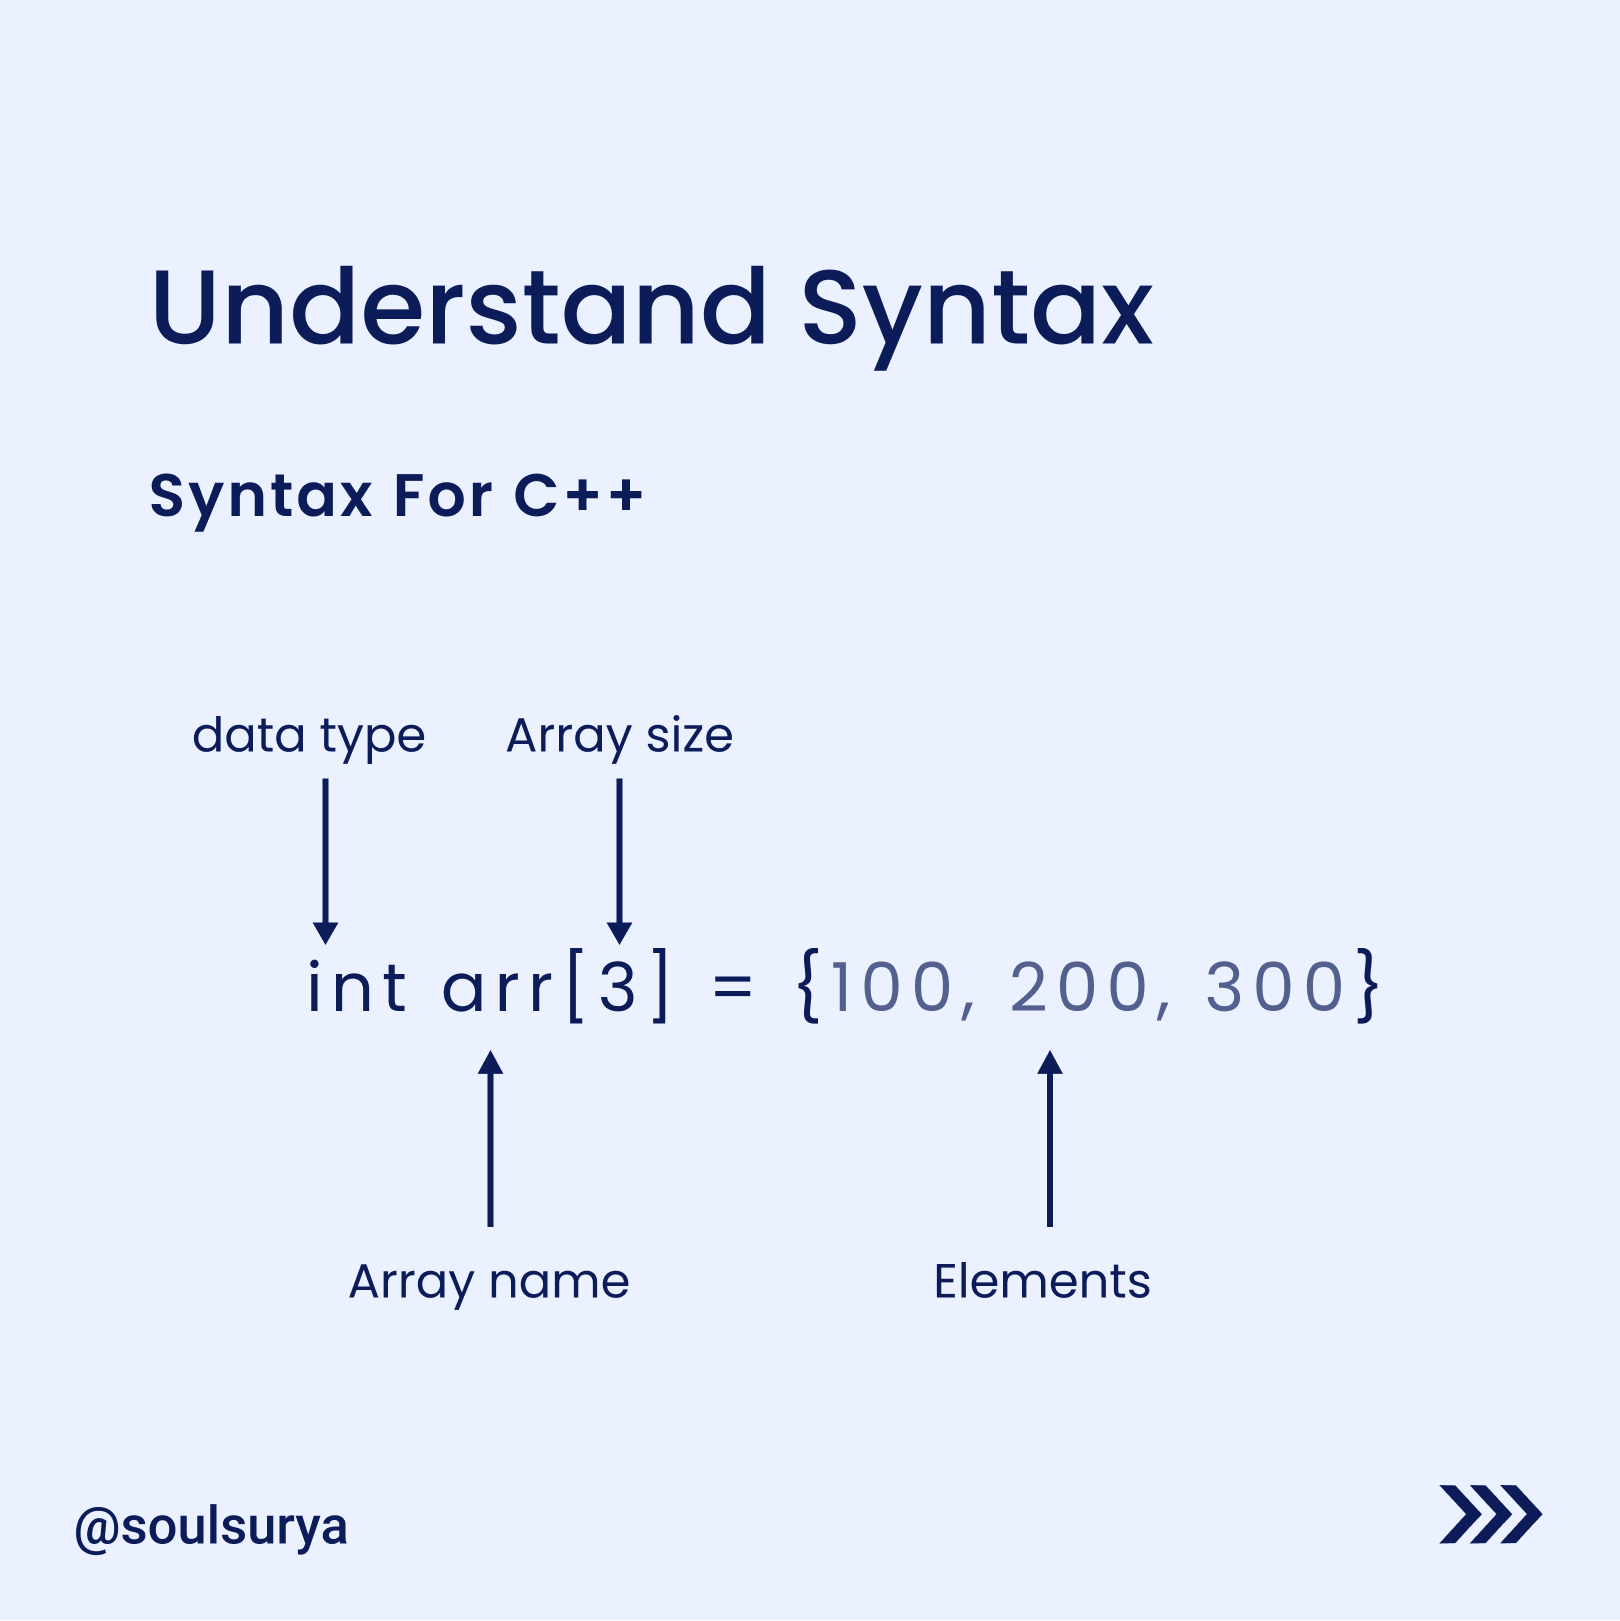 Understand Syntax
Syntax For C++
data type Array size
int arr[3] = {100, 200, 300}
Array name Elements
@soulsurya